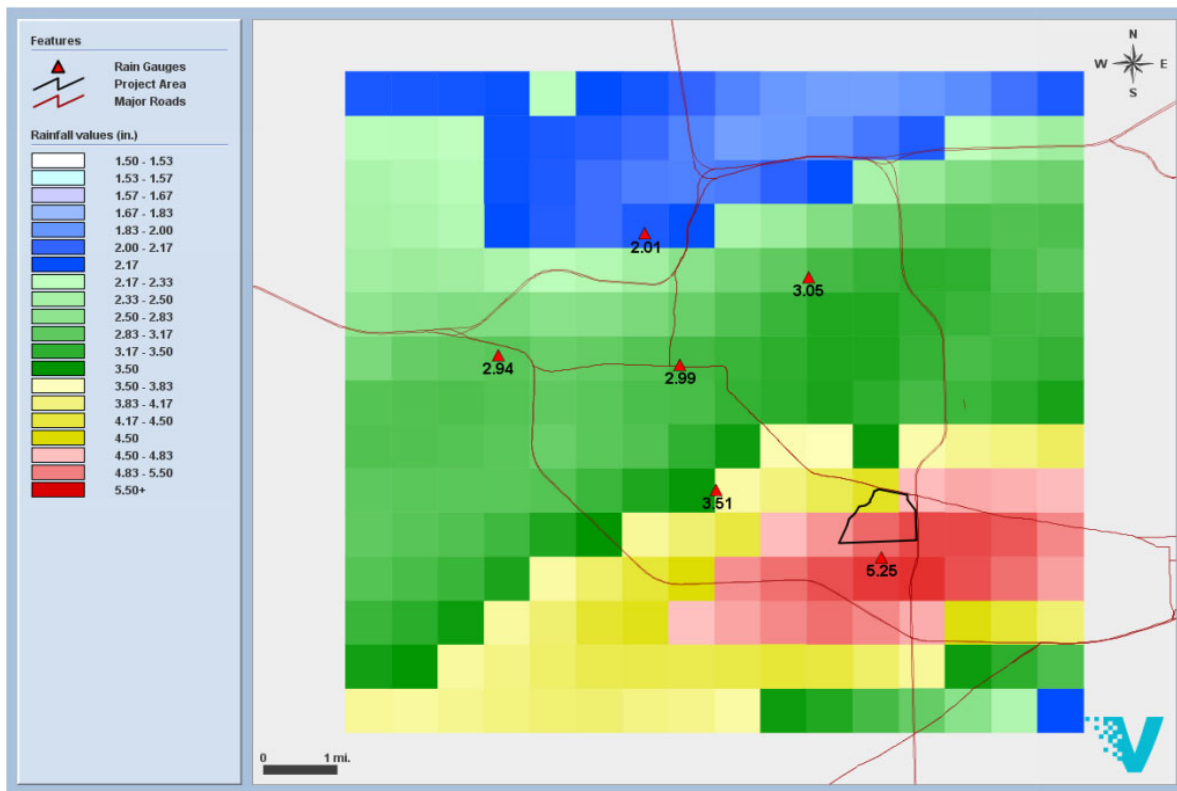 Features
Rain Gauges
Project Area
Major Roads
Rainfall values (in.)
1.50 - 1.53
1.53 - 1.57
1.57 - 1.67
1.67 - 1.83
1.83 - 2.00
2.00 - 2.17
2.17
2.17 - 2.33
2.33 - 2.50
2.50 - 2.83
2.83 - 3.17
3.17 - 3.50
3.50
3.50 - 3.83
3.83 - 4.17
4.17 - 4.50
4.50
4.50 - 4.83
4.83 - 5.50
5.50+
N
W E
S
2.01
3.05
2.94
2.99
3.51
5.25
0 1 mi.
V